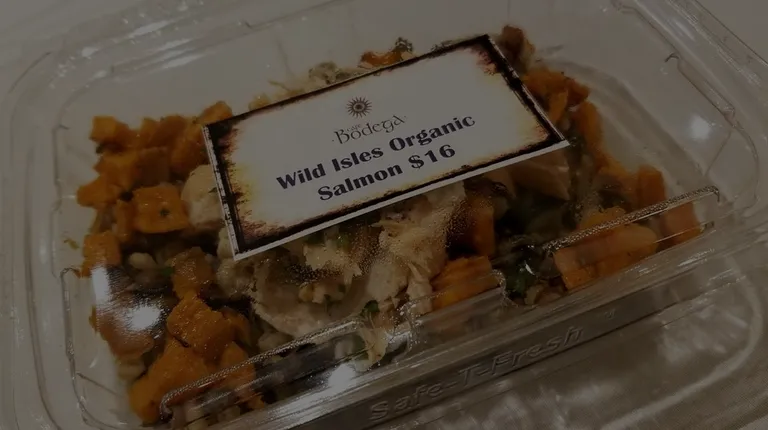 Bodega
Wild Isles Organic
Salmon $16
Safe-T-Fresh